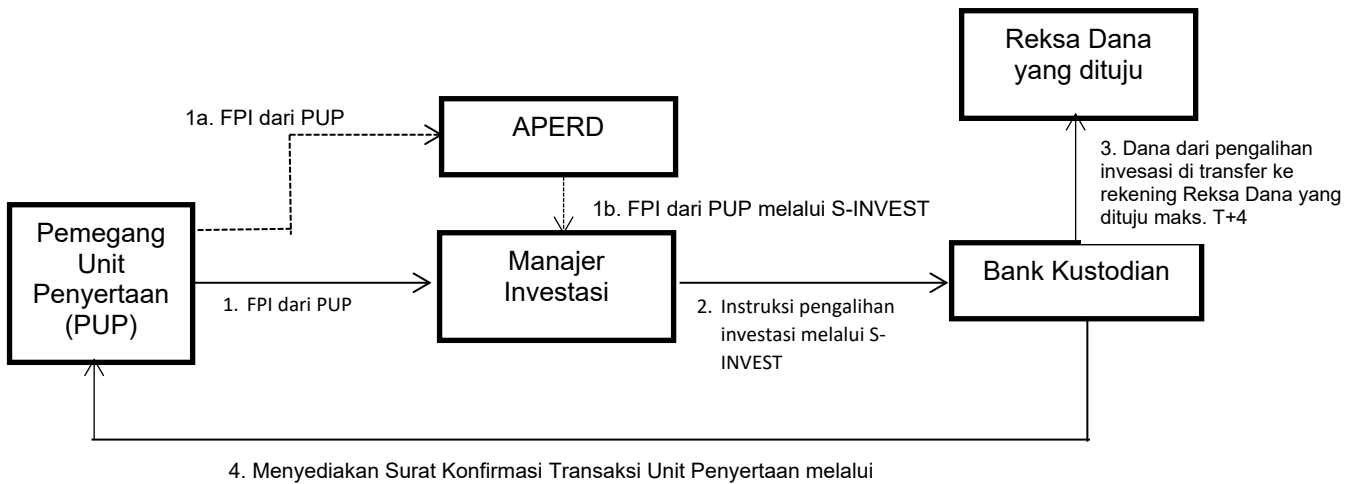 Reksa Dana
yang dituju
1a. FPI dari PUP
APERD
3. Dana dari pengalihan
invesasi di transfer ke
rekening Reksa Dana yang
dituju maks. T+4
1b. FPI dari PUP melalui S-INVEST
Pemegang
Unit
Penyertaan
(PUP)
Manajer
Investasi
Bank Kustodian
1. FPI dari PUP
2. Instruksi pengalihan
investasi melalui S-
INVEST
4. Menyediakan Surat Konfirmasi Transaksi Unit Penyertaan melalui